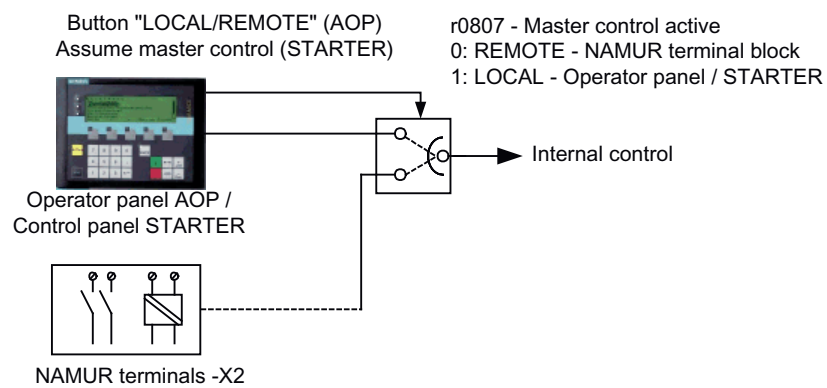 Button "LOCAL/REMOTE" (AOP)
Assume master control (STARTER)
r0807 - Master control active
0: REMOTE - NAMUR terminal block
1: LOCAL - Operator panel / STARTER
Internal control
Operator panel AOP /
Control panel STARTER
NAMUR terminals -X2